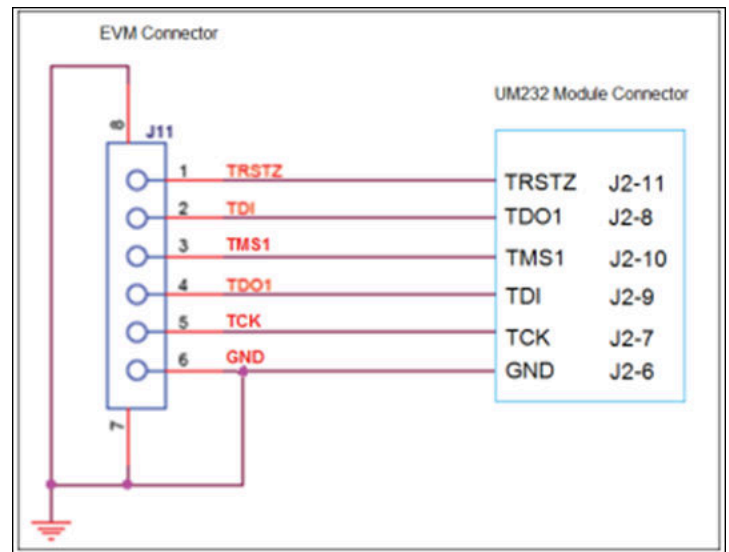 EVM Connector
UM232 Module Connector
8
J11
1 TRSTZ TRSTZ J2-11
2 TDI TDO1 J2-8
3 TMS1 TMS1 J2-10
4 TDO1 TDI J2-9
5 TCK TCK J2-7
6 GND GND J2-6
7